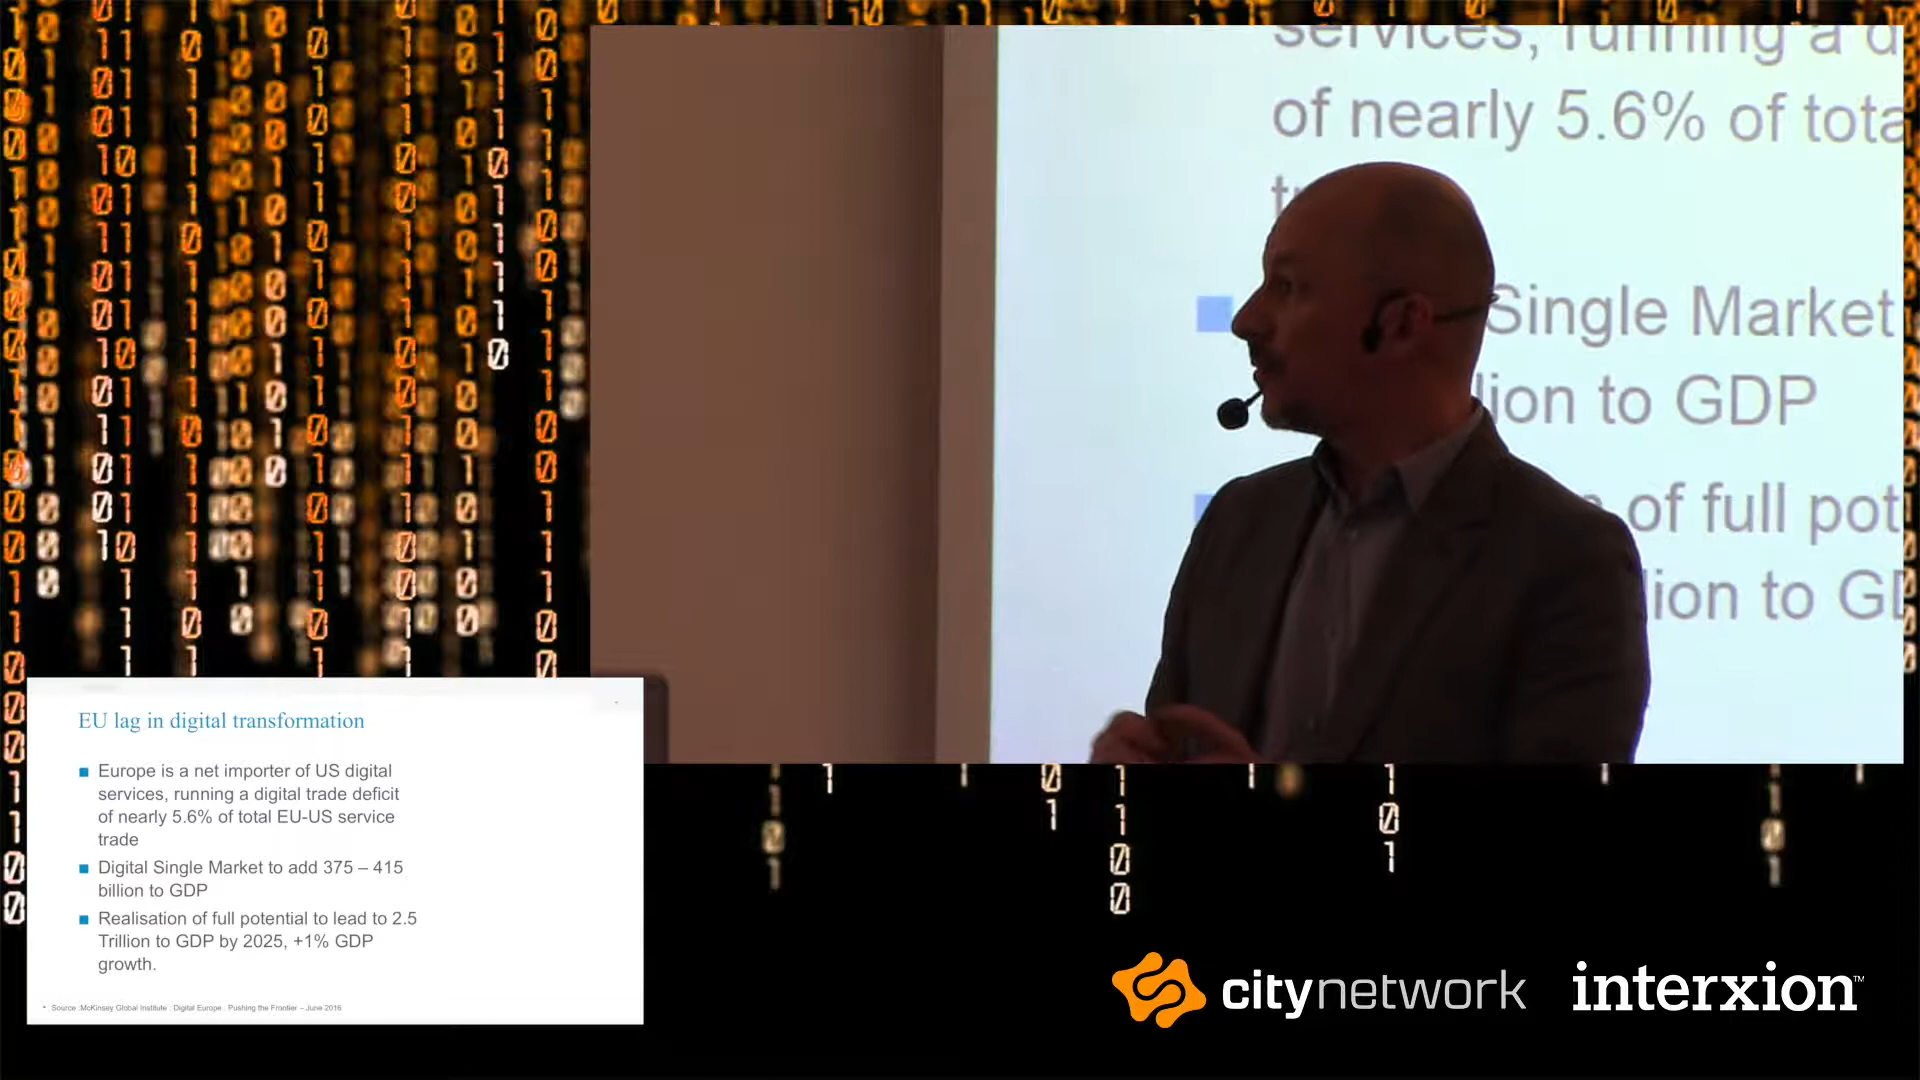 services, running a d
of nearly 5.6% of tota
Single Market
lion to GDP
of full pot
lion to GD
EU lag in digital transformation
Europe is a net importer of US digital
services, running a digital trade deficit
of nearly 5.6% of total EU-US service
trade
Digital Single Market to add 375 – 415
billion to GDP
Realisation of full potential to lead to 2.5
Trillion to GDP by 2025, +1% GDP
growth.
* Source :McKinsey Global Institute : Digital Europe : Pushing the Frontier – June 2016
citynetwork
interxion™